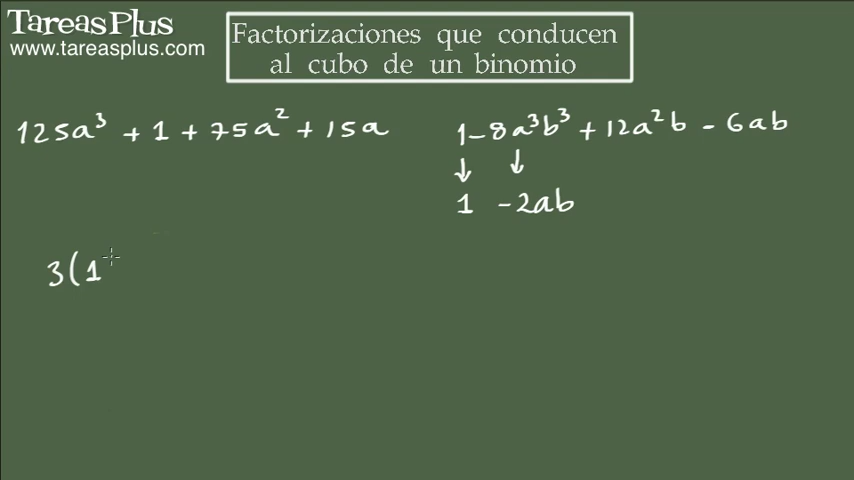 TareasPlus
www.tareasplus.com
Factorizaciones que conducen
al cubo de un binomio
125a³ + 1 + 75a² + 15a
1 - 8a³b³ + 12a²b - 6ab
↓ ↓
1 -2ab
3(1